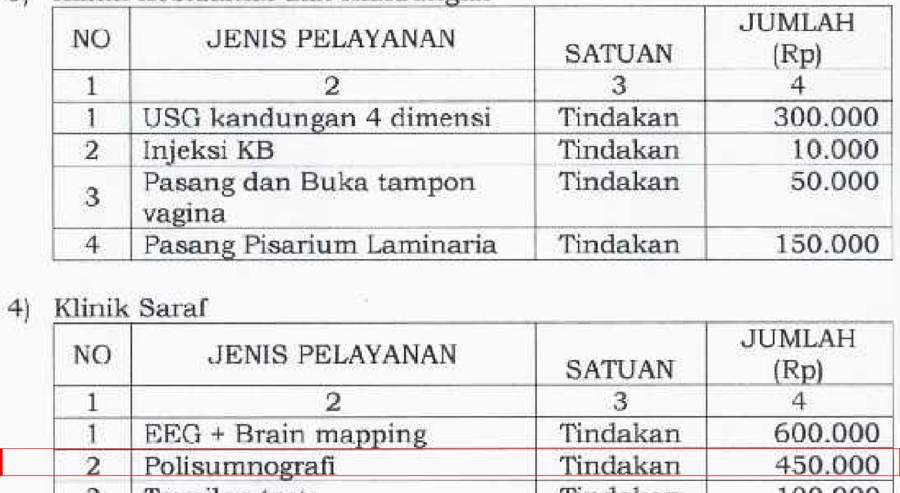 NO JENIS PELAYANAN SATUAN JUMLAH (Rp)
1 2 3 4
1 USG kandungan 4 dimensi Tindakan 300.000
2 Injeksi KB Tindakan 10.000
3 Pasang dan Buka tampon Tindakan 50.000
vagina
4 Pasang Pisarium Laminaria Tindakan 150.000
4) Klinik Saraf
NO JENIS PELAYANAN SATUAN JUMLAH (Rp)
1 2 3 4
1 EEG + Brain mapping Tindakan 600.000
2 Polisumnografi Tindakan 450.000